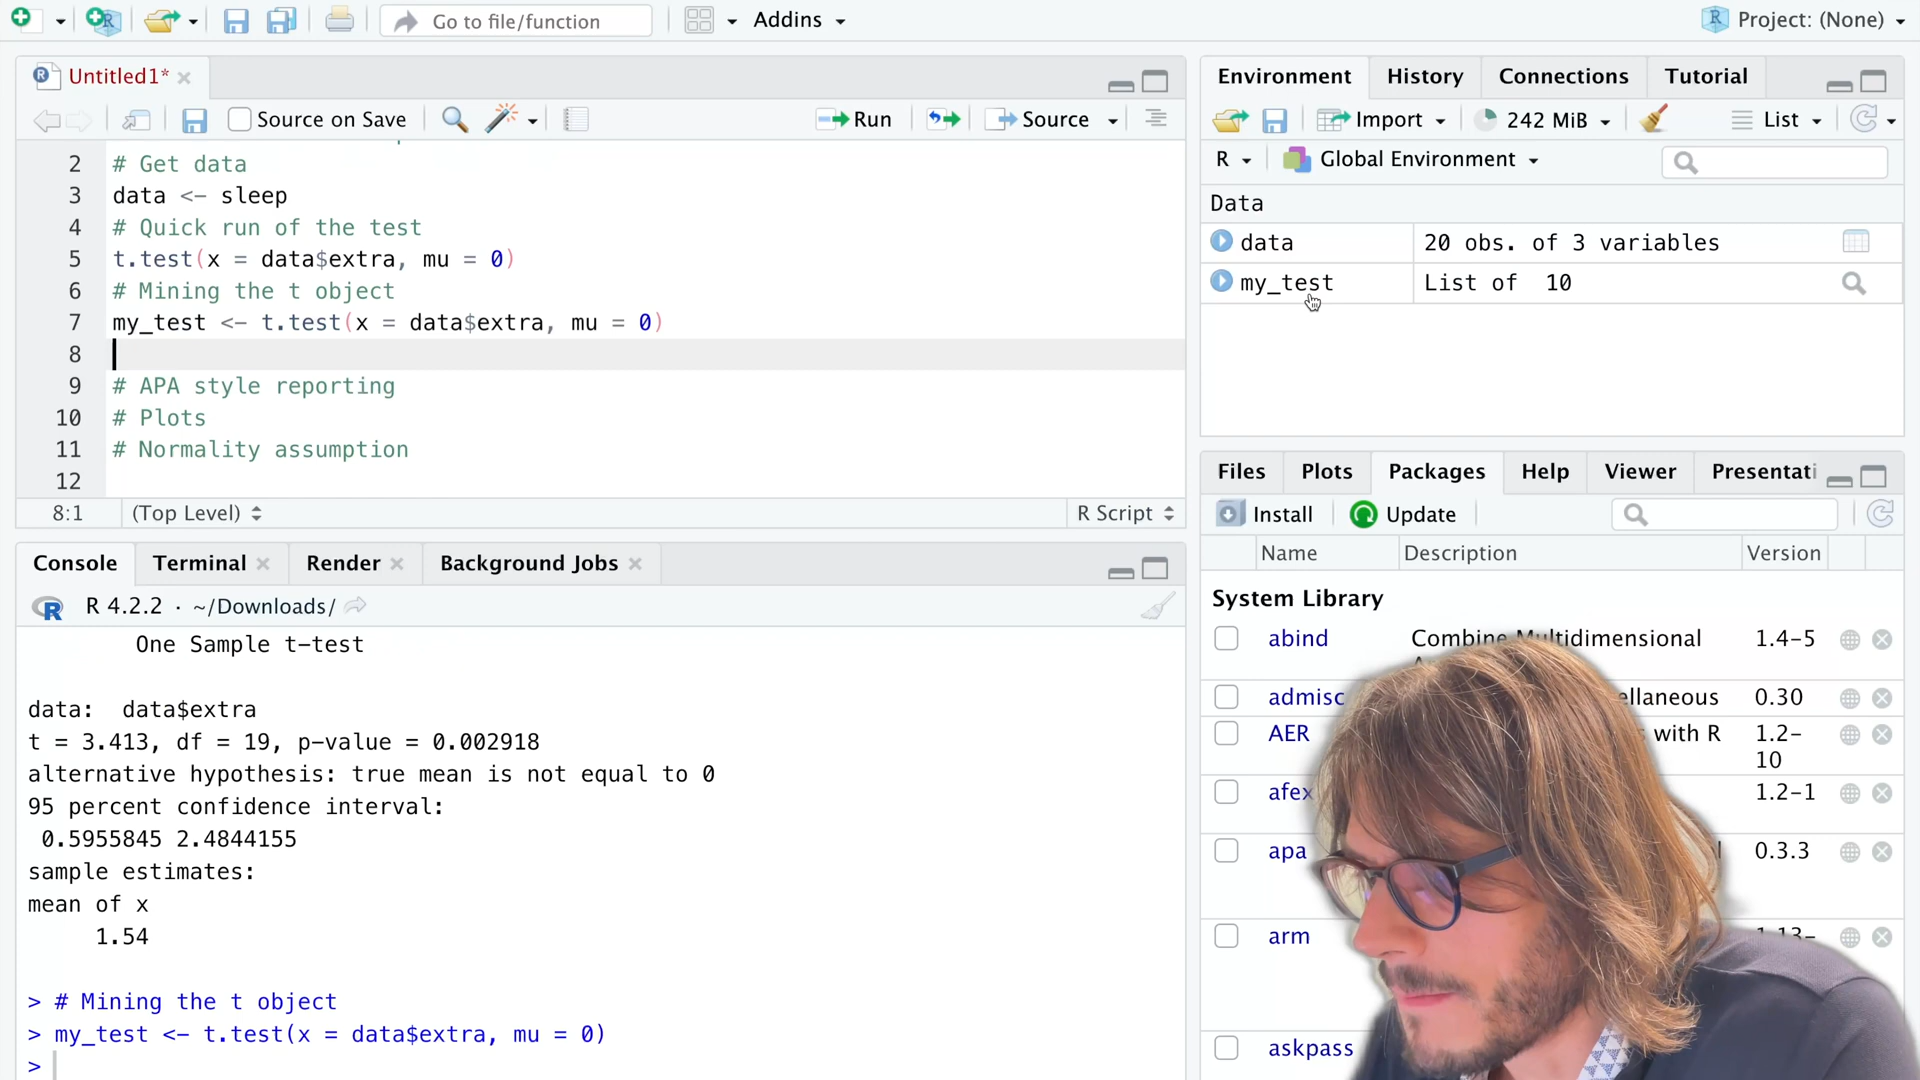 Go to file/function
Addins
Project: (None)
Untitled1*
Source on Save
Run
Source
2 # Get data
3 data <- sleep
4 # Quick run of the test
5 t.test(x = data$extra, mu = 0)
6 # Mining the t object
7 my_test <- t.test(x = data$extra, mu = 0)
8
9 # APA style reporting
10 # Plots
11 # Normality assumption
12
8:1 (Top Level) R Script
Console Terminal Render Background Jobs
R 4.2.2 · ~/Downloads/
One Sample t-test
data: data$extra
t = 3.413, df = 19, p-value = 0.002918
alternative hypothesis: true mean is not equal to 0
95 percent confidence interval:
0.5955845 2.4844155
sample estimates:
mean of x
1.54
> # Mining the t object
> my_test <- t.test(x = data$extra, mu = 0)
>
Environment History Connections Tutorial
Import 242 MiB List
R Global Environment
Data
data 20 obs. of 3 variables
my_test List of 10
Files Plots Packages Help Viewer Presentati
Install Update
Name Description Version
System Library
abind Combine Multidimensional 1.4-5
admisc ellaneous 0.30
AER with R 1.2-
10
afex 1.2-1
apa 0.3.3
arm 1.13-
askpass